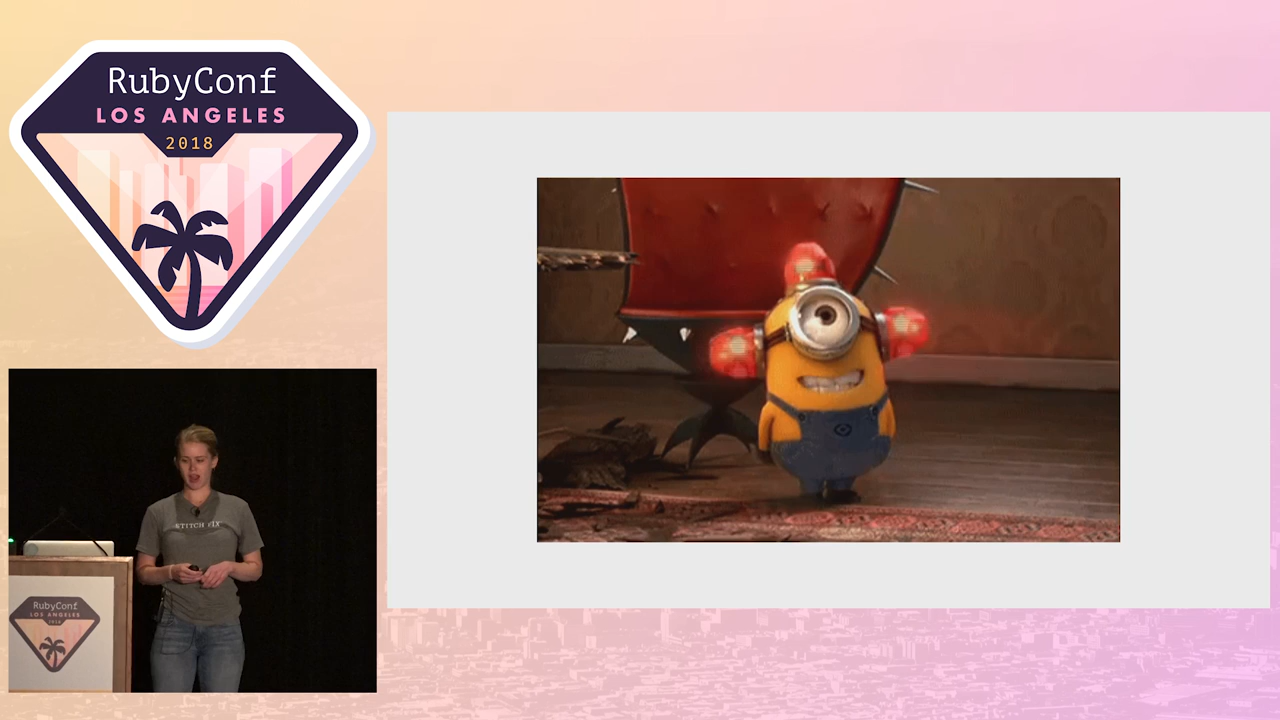 RubyConf
LOS ANGELES
2018
STITCH FIX
RubyConf
LOS ANGELES
2018